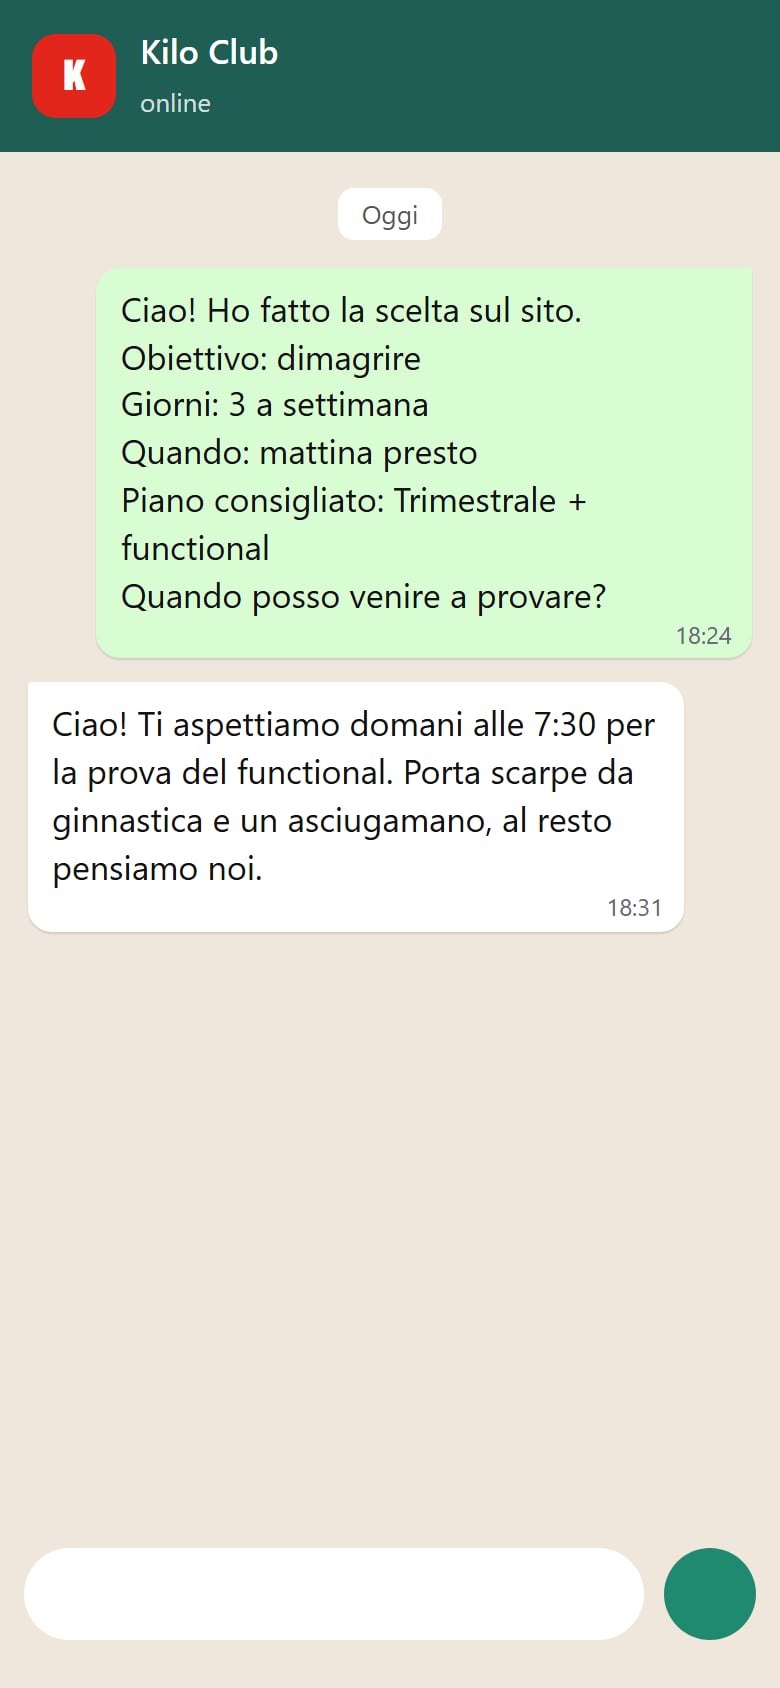 K
Kilo Club
online
Oggi
Ciao! Ho fatto la scelta sul sito.
Obiettivo: dimagrire
Giorni: 3 a settimana
Quando: mattina presto
Piano consigliato: Trimestrale +
functional
Quando posso venire a provare?
18:24
Ciao! Ti aspettiamo domani alle 7:30 per
la prova del functional. Porta scarpe da
ginnastica e un asciugamano, al resto
pensiamo noi.
18:31